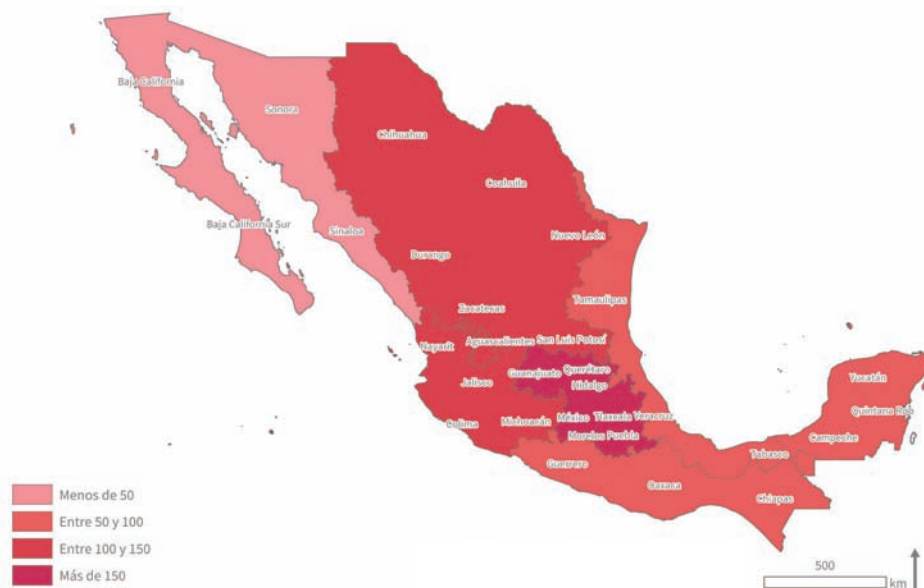 Baja California
Sonora
Chihuahua
Coahuila
Baja California Sur
Sinaloa
Nuevo León
Durango
Tamaulipas
Zacatecas
Nayarit
Aguascalientes
San Luis Potosí
Guanajuato
Querétaro
Hidalgo
Jalisco
Yucatán
Quintana Roo
Colima
Michoacán
México
Tlaxcala
Veracruz
Morelos
Puebla
Campeche
Tabasco
Guerrero
Oaxaca
Chiapas
Menos de 50
Entre 50 y 100
Entre 100 y 150
Más de 150
500
km